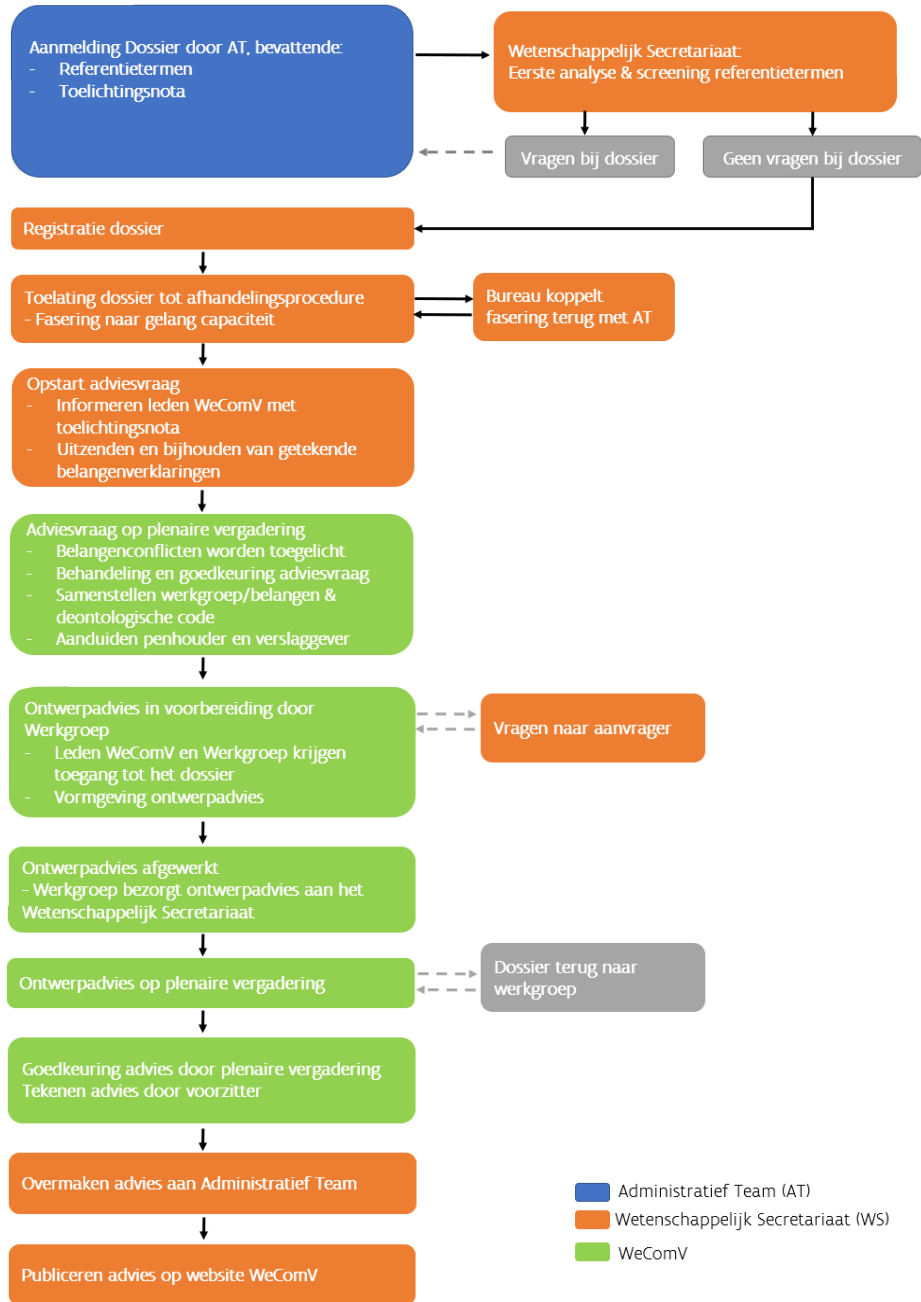 Aanmelding Dossier door AT, bevattende:
- Referentietermen
- Toelichtingsnota
Wetenschappelijk Secretariaat:
Eerste analyse & screening referentietermen
Vragen bij dossier
Geen vragen bij dossier
Registratie dossier
Toelating dossier tot afhandelingsprocedure
- Fasering naar gelang capaciteit
Bureau koppelt
fasering terug met AT
Opstart adviesvraag
- Informeren leden WeComV met
toelichtingsnota
- Uitzenden en bijhouden van getekende
belangenverklaringen
Adviesvraag op plenaire vergadering
- Belangenconflicten worden toegelicht
- Behandeling en goedkeuring adviesvraag
- Samenstellen werkgroep/belangen &
deontologische code
- Aanduiden penhouder en verslaggever
Ontwerpadvies in voorbereiding door
Werkgroep
- Leden WeComV en Werkgroep krijgen
toegang tot het dossier
- Vormgeving ontwerpadvies
Vragen naar aanvrager
Ontwerpadvies afgewerkt
- Werkgroep bezorgt ontwerpadvies aan het
Wetenschappelijk Secretariaat
Ontwerpadvies op plenaire vergadering
Dossier terug naar
werkgroep
Goedkeuring advies door plenaire vergadering
Tekenen advies door voorzitter
Overmaken advies aan Administratief Team
Publiceren advies op website WeComV
Administratief Team (AT)
Wetenschappelijk Secretariaat (WS)
WeComV